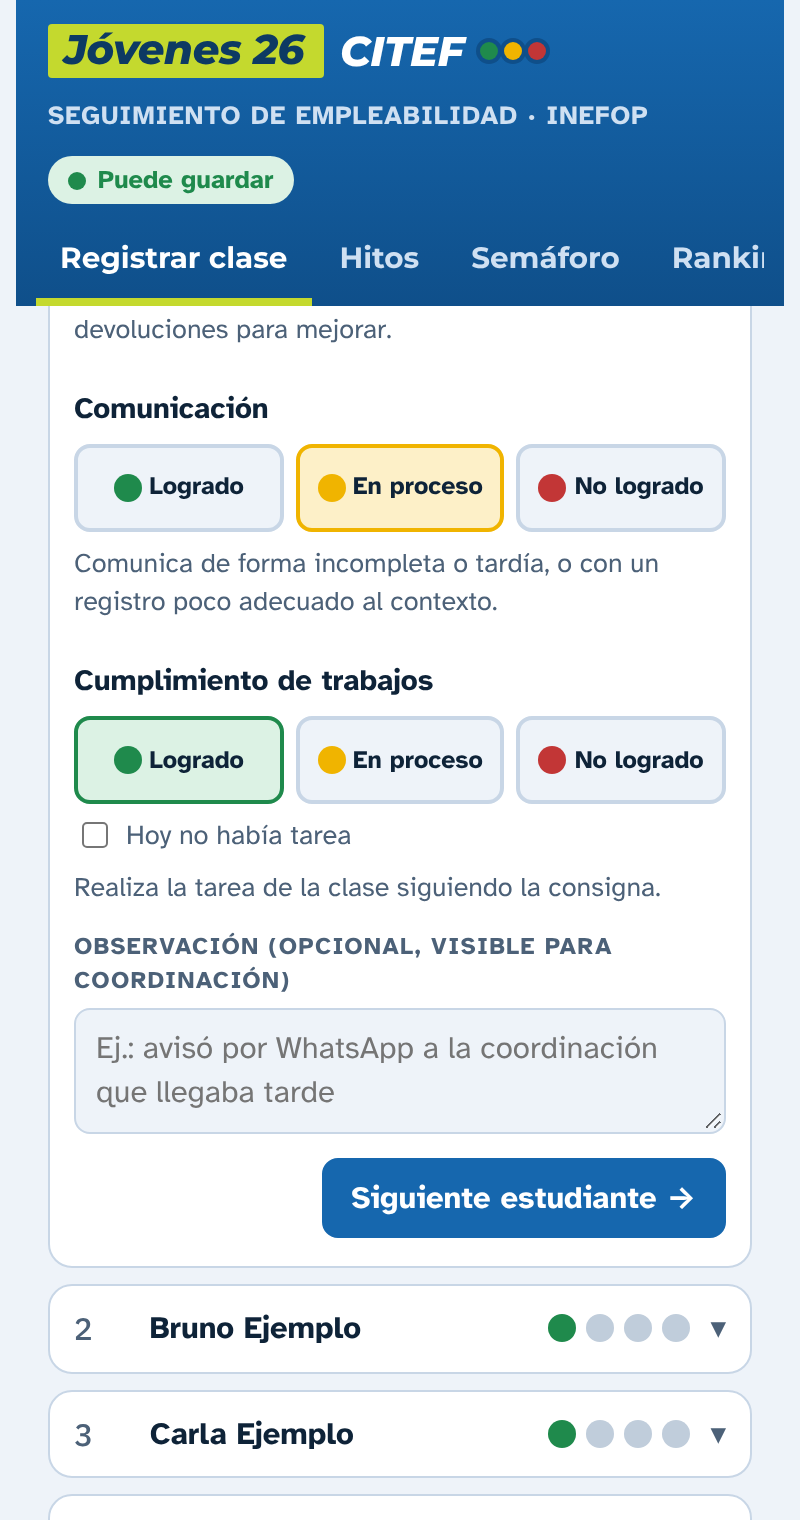 Jóvenes 26 CITEF
SEGUIMIENTO DE EMPLEABILIDAD · INEFOP
Puede guardar
Registrar clase Hitos Semáforo
devoluciones para mejorar.
Comunicación
Logrado En proceso No logrado
Comunica de forma incompleta o tardía, o con un
registro poco adecuado al contexto.
Cumplimiento de trabajos
Logrado En proceso No logrado
Hoy no había tarea
Realiza la tarea de la clase siguiendo la consigna.
OBSERVACIÓN (OPCIONAL, VISIBLE PARA
COORDINACIÓN)
Ej.: avisó por WhatsApp a la coordinación
que llegaba tarde
Siguiente estudiante →
2 Bruno Ejemplo ▼
3 Carla Ejemplo ▼